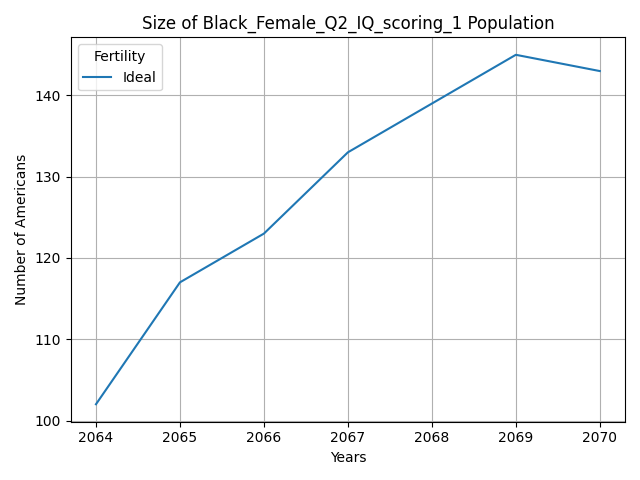 Size of Black_Female_Q2_IQ_scoring_1 Population
Fertility
Ideal
Number of Americans
140
130
120
110
100
2064 2065 2066 2067 2068 2069 2070
Years